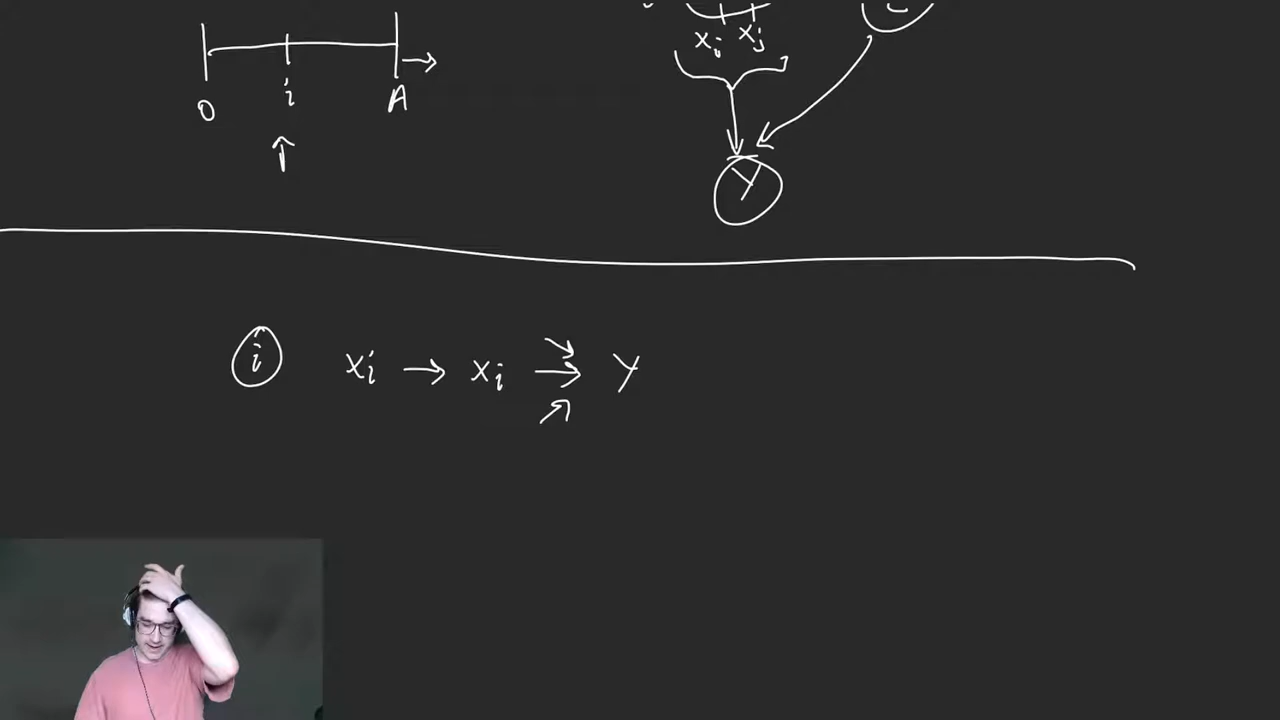 xᵢ xⱼ
0 i A
Y
i xi → xi → y